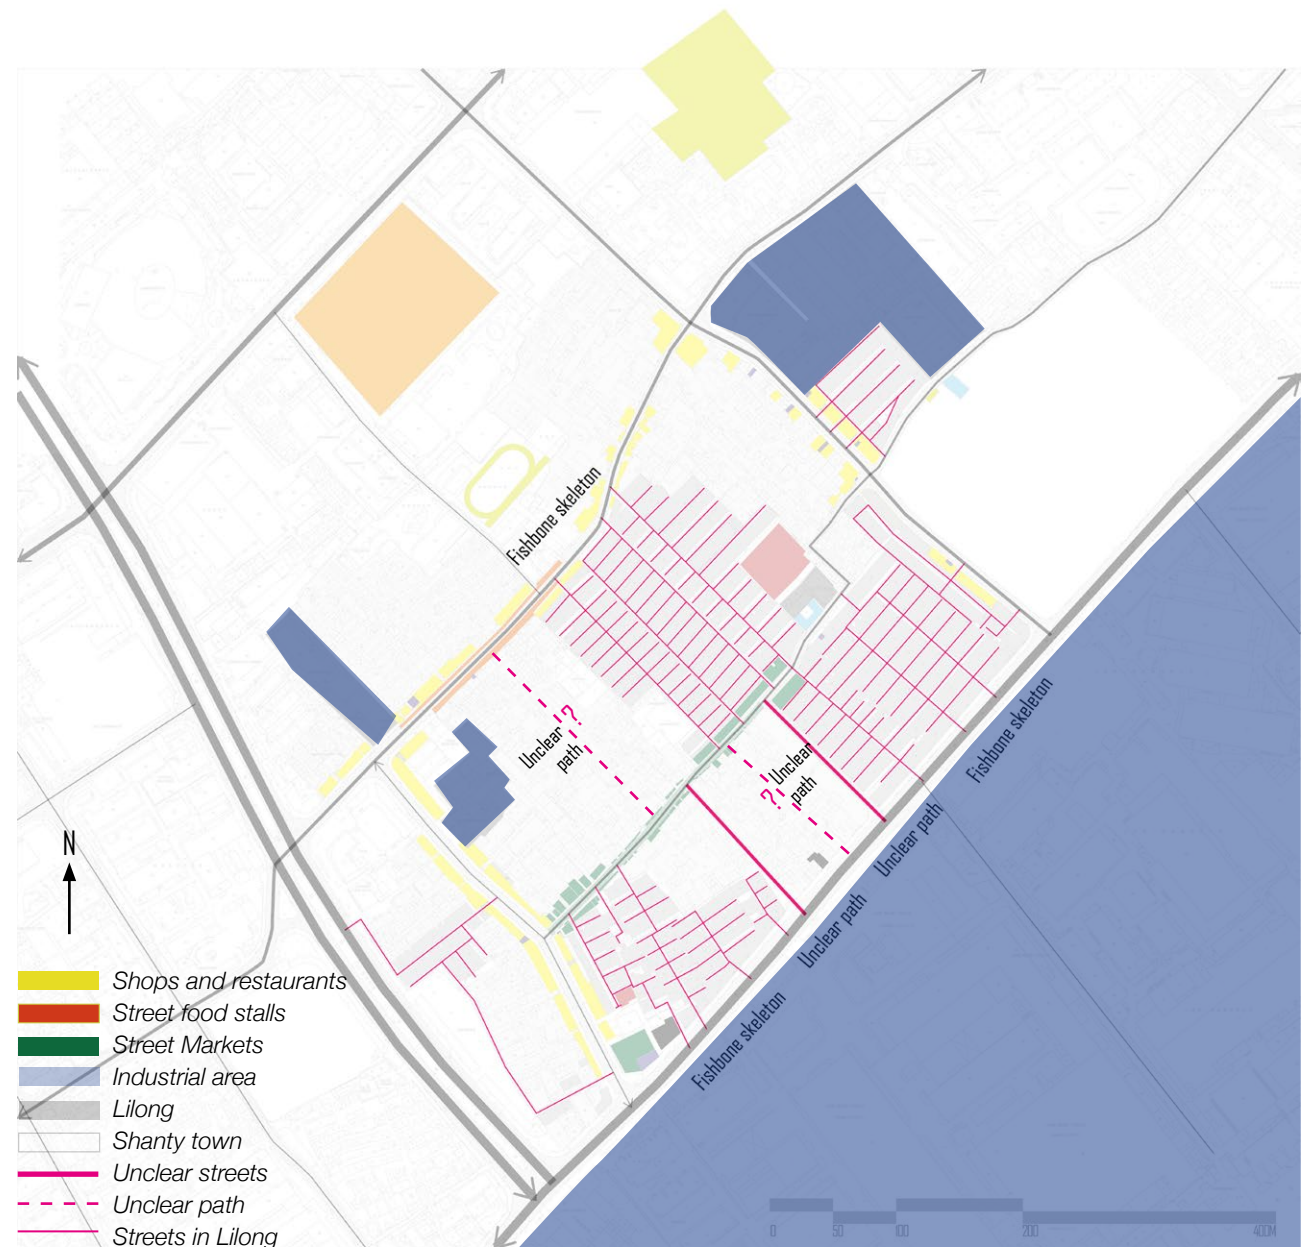 Fishbone skeleton
Unclear
path
?
Unclear
path
?
Fishbone skeleton
Unclear path
Unclear path
Fishbone skeleton
N
Shops and restaurants
Street food stalls
Street Markets
Industrial area
Lilong
Shanty town
Unclear streets
Unclear path
Streets in Lilong
0 50 100 200 400M